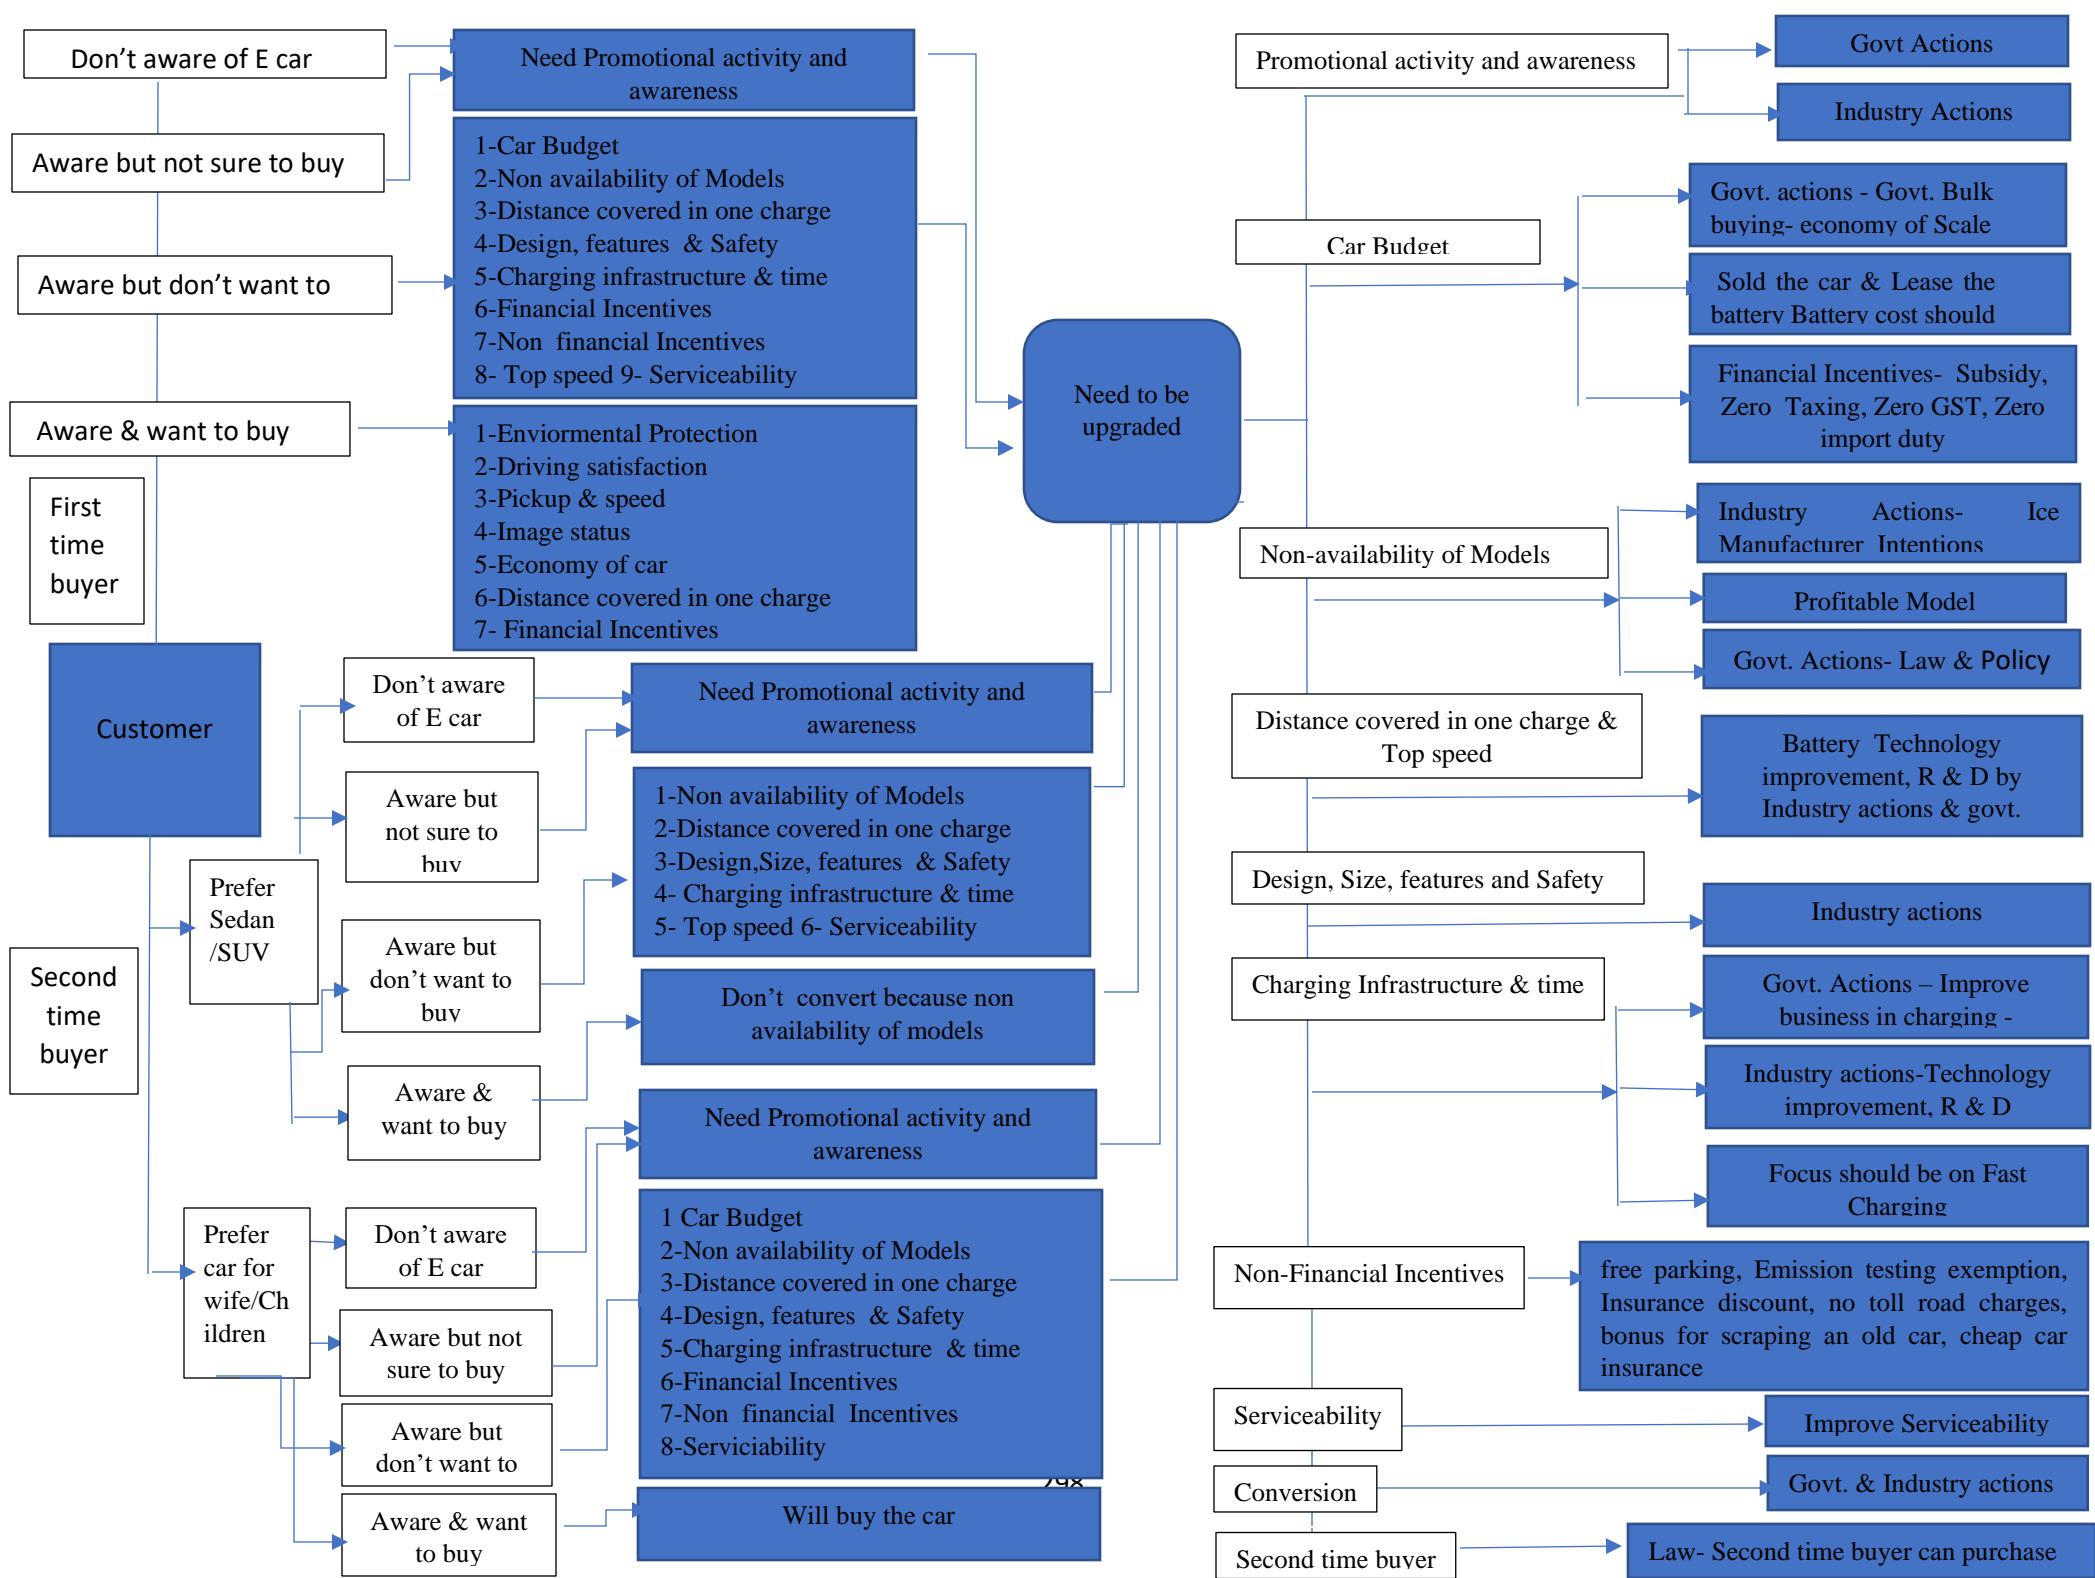 Don't aware of E car
Aware but not sure to buy
Aware but don't want to
Aware & want to buy
First
time
buyer
Customer
Second
time
buyer
Need Promotional activity and
awareness
1-Car Budget
2-Non availability of Models
3-Distance covered in one charge
4-Design, features & Safety
5-Charging infrastructure & time
6-Financial Incentives
7-Non financial Incentives
8- Top speed 9- Serviceability
1-Enviormental Protection
2-Driving satisfaction
3-Pickup & speed
4-Image status
5-Economy of car
6-Distance covered in one charge
7- Financial Incentives
Prefer
Sedan
/SUV
Don't aware
of E car
Aware but
not sure to
buy
Aware but
don't want to
buy
Aware &
want to buy
Need Promotional activity and
awareness
1-Non availability of Models
2-Distance covered in one charge
3-Design,Size, features & Safety
4- Charging infrastructure & time
5- Top speed 6- Serviceability
Don't convert because non
availability of models
Prefer
car for
wife/Ch
ildren
Don't aware
of E car
Aware but not
sure to buy
Aware but
don't want to
Aware & want
to buy
Need Promotional activity and
awareness
1 Car Budget
2-Non availability of Models
3-Distance covered in one charge
4-Design, features & Safety
5-Charging infrastructure & time
6-Financial Incentives
7-Non financial Incentives
8-Serviciability
298
Will buy the car
Need to be
upgraded
Promotional activity and awareness
Govt Actions
Industry Actions
Car Budget
Govt. actions - Govt. Bulk
buying- economy of Scale
Sold the car & Lease the
battery Battery cost should
Financial Incentives- Subsidy,
Zero Taxing, Zero GST, Zero
import duty
Non-availability of Models
Industry Actions- Ice
Manufacturer Intentions
Profitable Model
Govt. Actions- Law & Policy
Distance covered in one charge &
Top speed
Battery Technology
improvement, R & D by
Industry actions & govt.
Design, Size, features and Safety
Industry actions
Charging Infrastructure & time
Govt. Actions – Improve
business in charging -
Industry actions-Technology
improvement, R & D
Focus should be on Fast
Charging
Non-Financial Incentives
free parking, Emission testing exemption,
Insurance discount, no toll road charges,
bonus for scraping an old car, cheap car
insurance
Serviceability
Improve Serviceability
Conversion
Govt. & Industry actions
Second time buyer
Law- Second time buyer can purchase